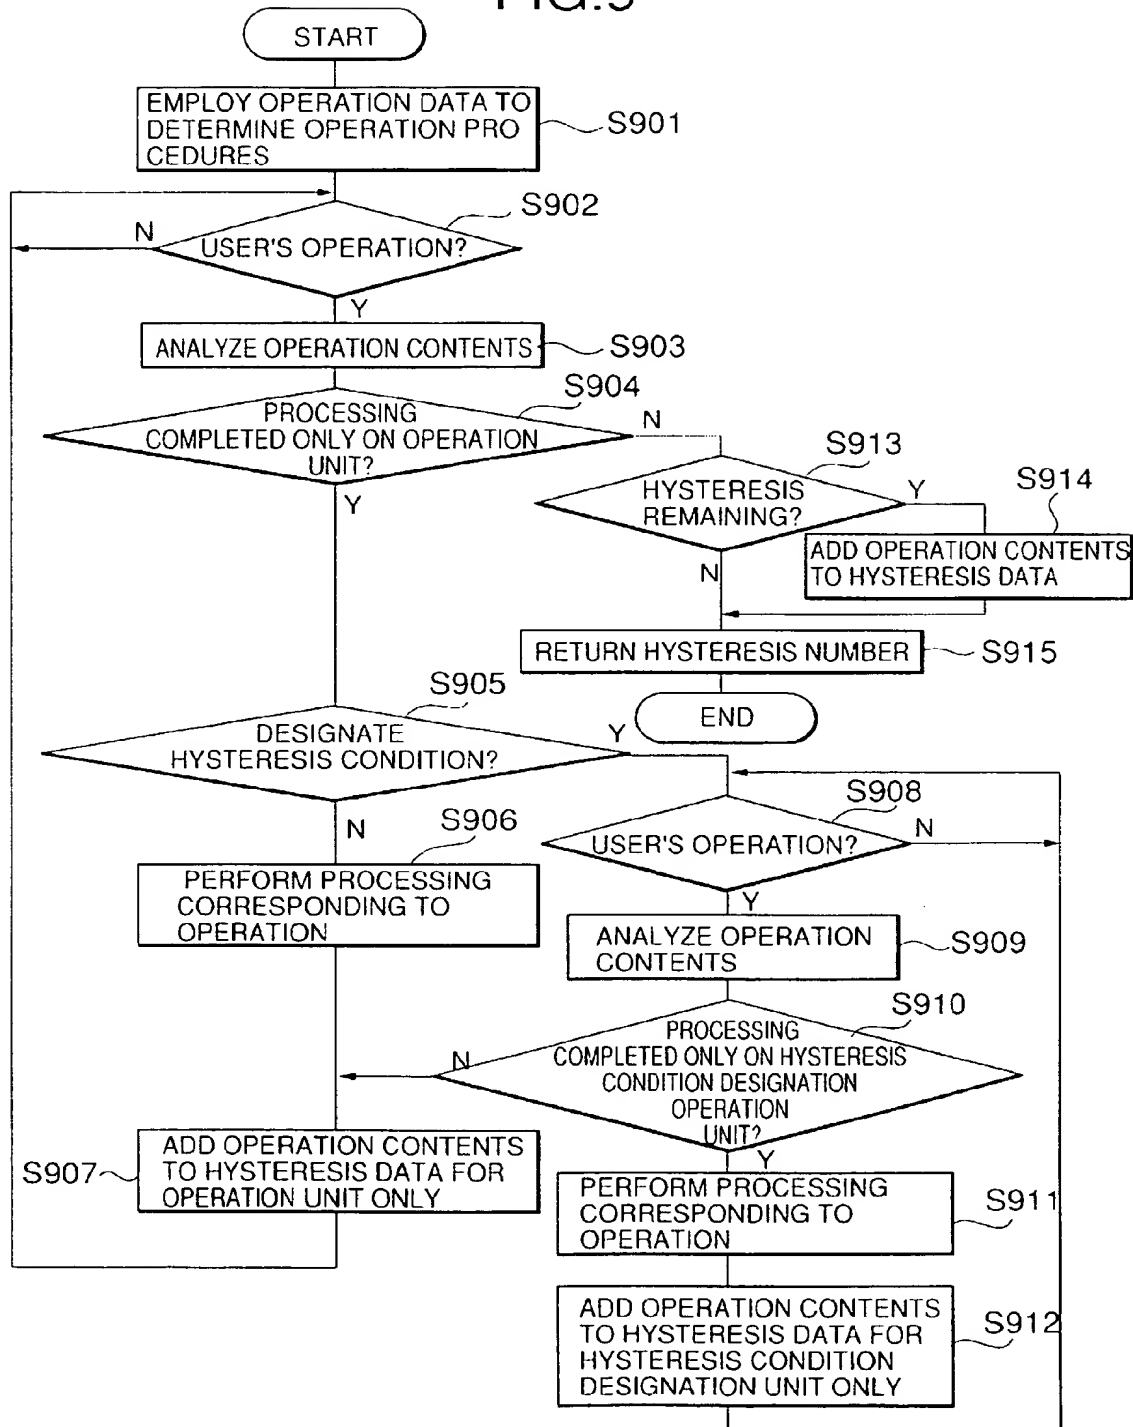 START
EMPLOY OPERATION DATA TO
DETERMINE OPERATION PRO
CEDURES
S901
S902
N
USER'S OPERATION?
Y
ANALYZE OPERATION CONTENTS
S903
S904
PROCESSING
COMPLETED ONLY ON OPERATION
UNIT?
N
Y
S913
HYSTERESIS
REMAINING?
Y
N
S914
ADD OPERATION CONTENTS
TO HYSTERESIS DATA
RETURN HYSTERESIS NUMBER
S915
END
S905
DESIGNATE
HYSTERESIS CONDITION?
Y
N
S906
PERFORM PROCESSING
CORRESPONDING TO
OPERATION
S908
USER'S OPERATION?
N
Y
ANALYZE OPERATION
CONTENTS
S909
S910
PROCESSING
COMPLETED ONLY ON HYSTERESIS
CONDITION DESIGNATION
OPERATION
UNIT?
N
Y
S907
ADD OPERATION CONTENTS
TO HYSTERESIS DATA FOR
OPERATION UNIT ONLY
PERFORM PROCESSING
CORRESPONDING TO
OPERATION
S911
ADD OPERATION CONTENTS
TO HYSTERESIS DATA FOR
HYSTERESIS CONDITION
DESIGNATION UNIT ONLY
S912